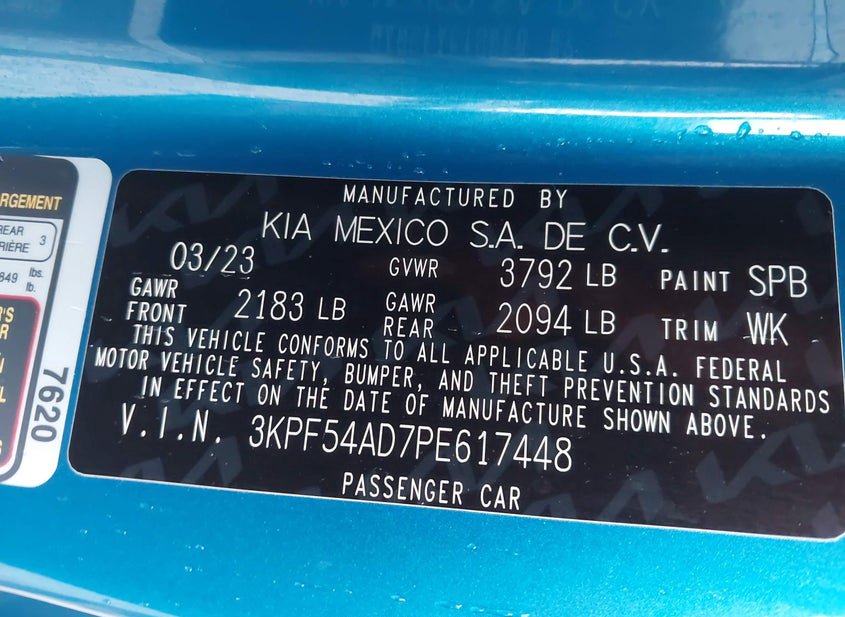 MANUFACTURED BY
KIA MEXICO S.A. DE C.V.
03/23 GVWR 3792 LB PAINT SPB
GAWR FRONT 2183 LB GAWR REAR 2094 LB TRIM WK
THIS VEHICLE CONFORMS TO ALL APPLICABLE U.S.A. FEDERAL
MOTOR VEHICLE SAFETY, BUMPER, AND THEFT PREVENTION STANDARDS
IN EFFECT ON THE DATE OF MANUFACTURE SHOWN ABOVE.
V.I.N. 3KPF54AD7PE617448
PASSENGER CAR
3
lbs.
lb.
7620